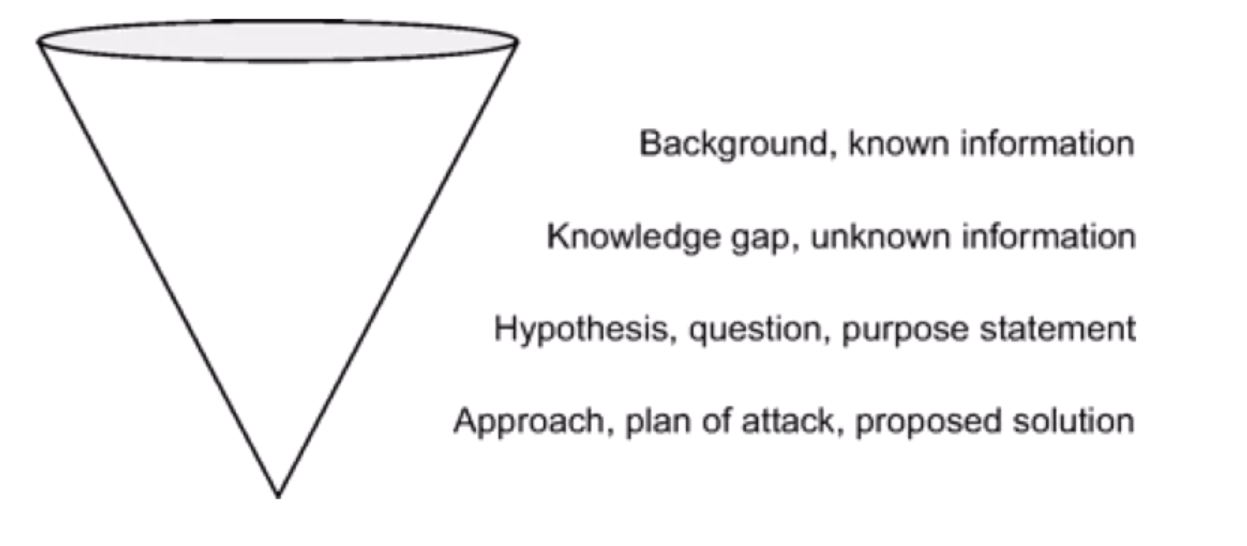 Background, known information
Knowledge gap, unknown information
Hypothesis, question, purpose statement
Approach, plan of attack, proposed solution